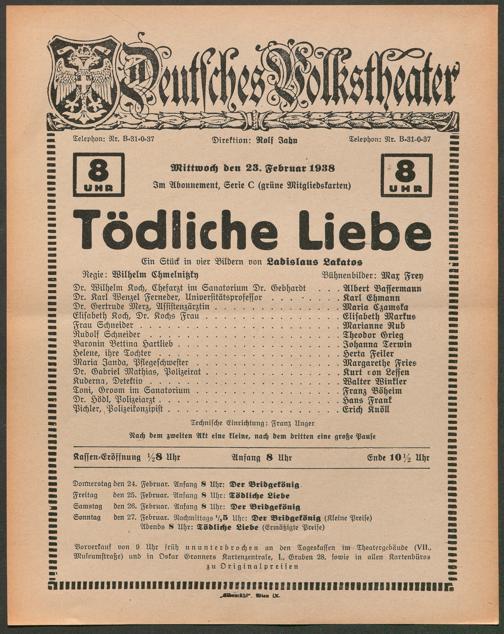 Deutsches Volkstheater
Telephon: Nr. B-31-0-37 Direktion: Rolf Jahn Telephon: Nr. B-31-0-37
8 UHR Mittwoch den 23. Februar 1938 8 UHR
Im Abonnement, Serie C (grüne Mitgliedskarten)
Tödliche Liebe
Ein Stück in vier Bildern von Ladislaus Lakatos
Regie: Wilhelm Chmelnitzky Bühnenbilder: Max Frey
Dr. Wilhelm Koch, Chefarzt im Sanatorium Dr. Gebhardt . . . Albert Bassermann
Dr. Karl Wenzel Ferneder, Universitätsprofessor . . . Karl Ehmann
Dr. Gertrude Merz, Assistenzärztin . . . Maria Czamska
Elisabeth Koch, Dr. Kochs Frau . . . Elisabeth Markus
Frau Schneider . . . Marianne Rub
Rudolf Schneider . . . Theodor Grieg
Baronin Bettina Hartlieb . . . Johanna Terwin
Helene, ihre Tochter . . . Herta Feiler
Maria Janda, Pflegeschwester . . . Margarethe Fries
Dr. Gabriel Mathias, Polizeirat . . . Kurt von Lessen
Kuderna, Detektiv . . . Walter Winkler
Toni, Groom im Sanatorium . . . Franz Böheim
Dr. Hödl, Polizeiarzt . . . Hans Frank
Pichler, Polizeikonzipist . . . Erich Knöll
Technische Einrichtung: Franz Unger
Nach dem zweiten Akt eine kleine, nach dem dritten eine große Pause
Kassen-Eröffnung ½8 Uhr Anfang 8 Uhr Ende 10½ Uhr
Donnerstag den 24. Februar. Anfang 8 Uhr: Der Bridgekönig
Freitag den 25. Februar. Anfang 8 Uhr: Tödliche Liebe
Samstag den 26. Februar. Anfang 8 Uhr: Der Bridgekönig
Sonntag den 27. Februar. Nachmittags ½5 Uhr: Der Bridgekönig (Kleine Preise)
Abends 8 Uhr: Tödliche Liebe (Ermäßigte Preise)
Vorverkauf von 9 Uhr früh ununterbrochen an den Tageskassen im Theatergebäude (VII.,
Museumstraße) und in Oskar Granners Kartenzentrale, I., Graben 28, sowie in allen Kartenbüros
zu Originalpreisen
„Elbemühl“, Wien IX.